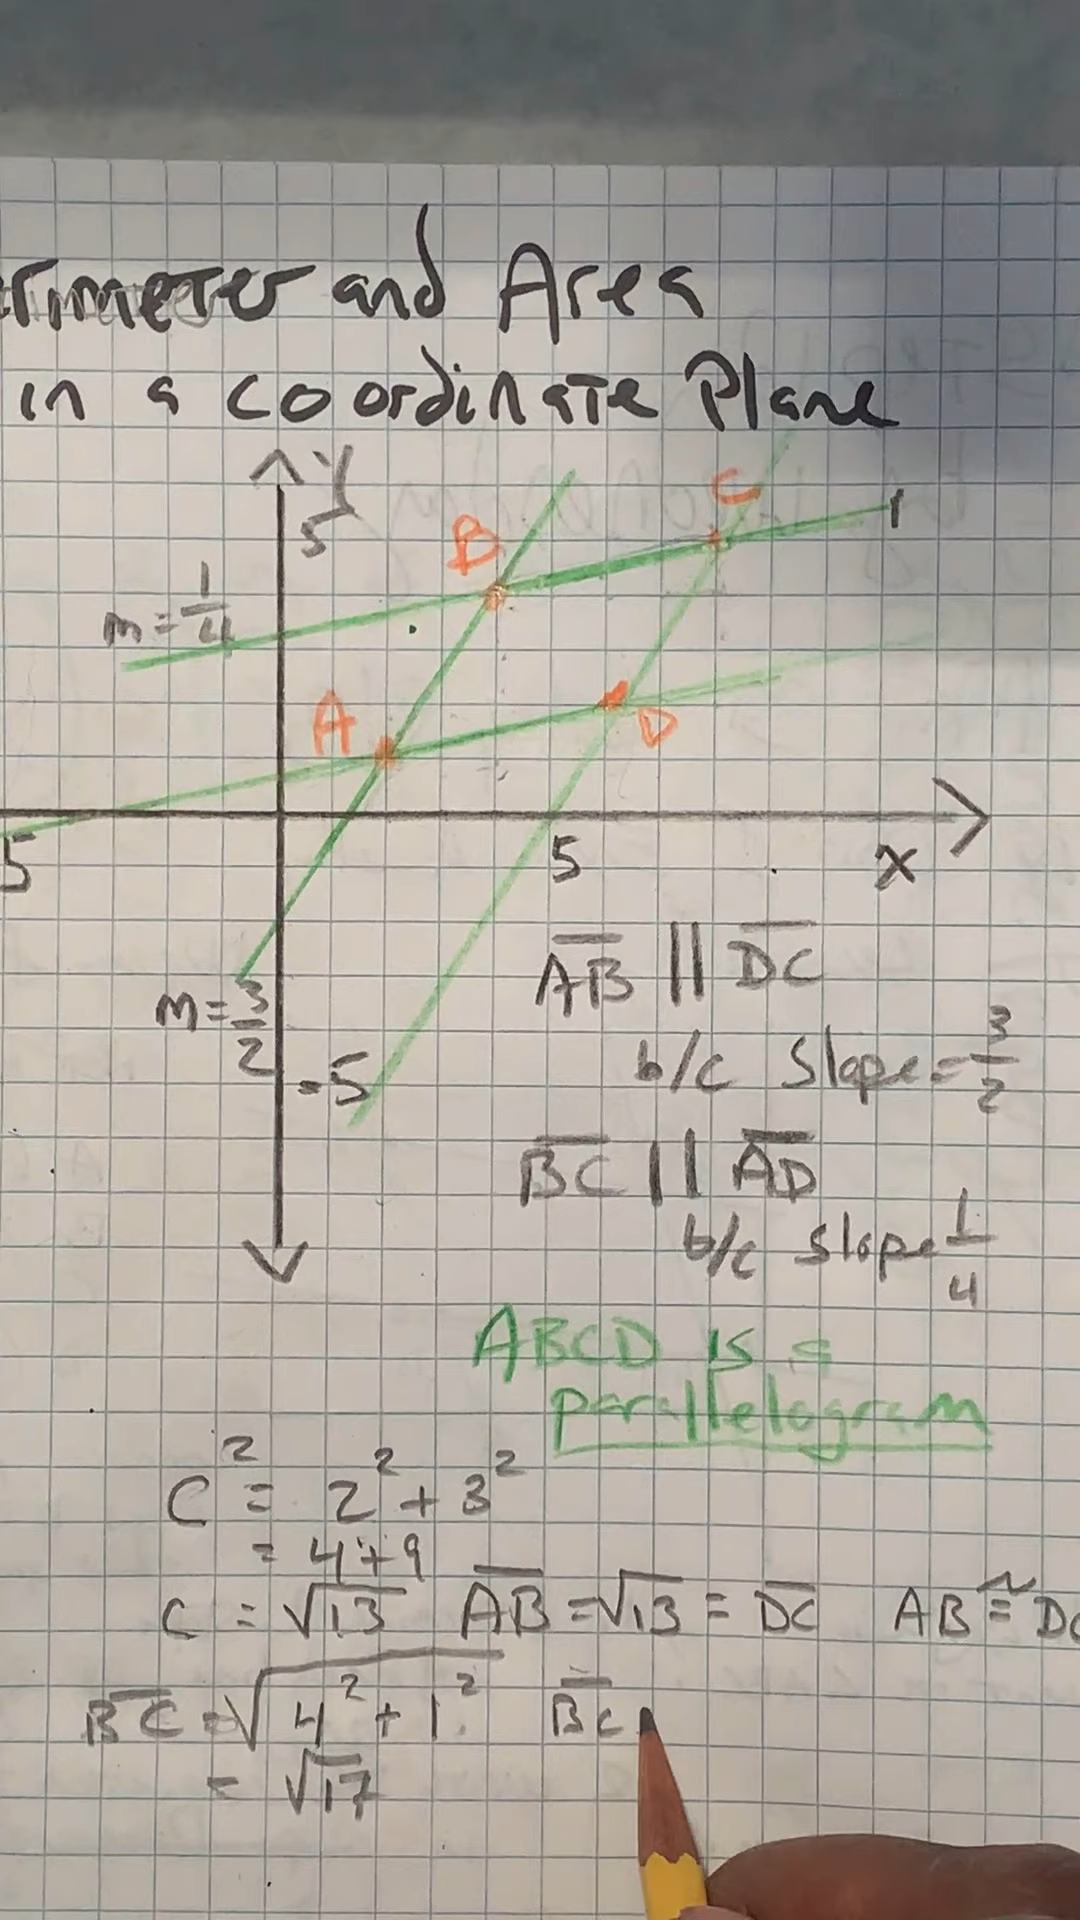 rimeter and Area
in a coordinate Plane
y
5
B
C
l
m = 1/4
A
D
5
5
x
AB || DC
m = 3/2
b/c slope = 3/2
-5
BC || AD
b/c slope 1/4
ABCD is a
parallelogram
c² = 2² + 3²
= 4+9
c = √13 AB = √13 = DC AB ≅ DC
BC = √4² + 1² BC
= √17